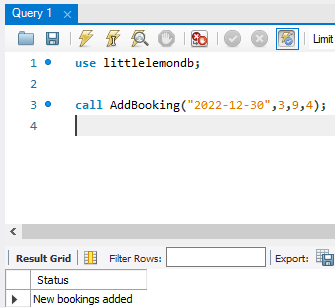 Query 1 ×
Limit
1 use littlelemondb;
2
3 call AddBooking("2022-12-30",3,9,4);
4
Result Grid Filter Rows: Export:
Status
New bookings added